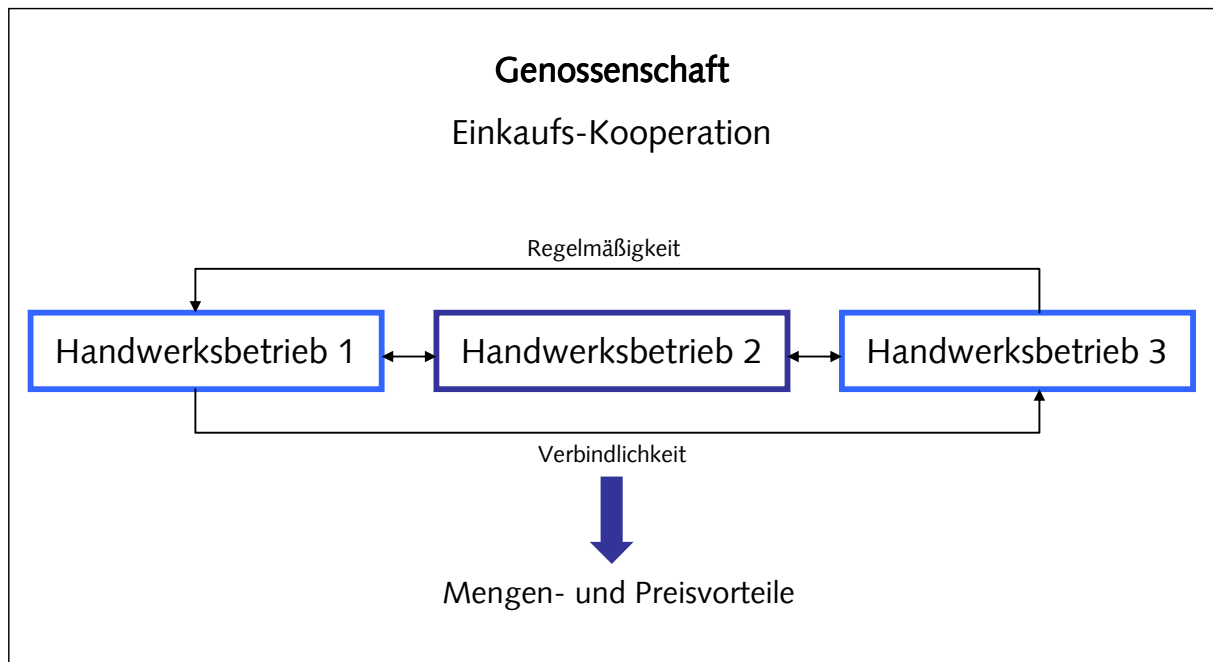 Genossenschaft
Einkaufs-Kooperation
Regelmäßigkeit
Handwerksbetrieb 1
Handwerksbetrieb 2
Handwerksbetrieb 3
Verbindlichkeit
Mengen- und Preisvorteile